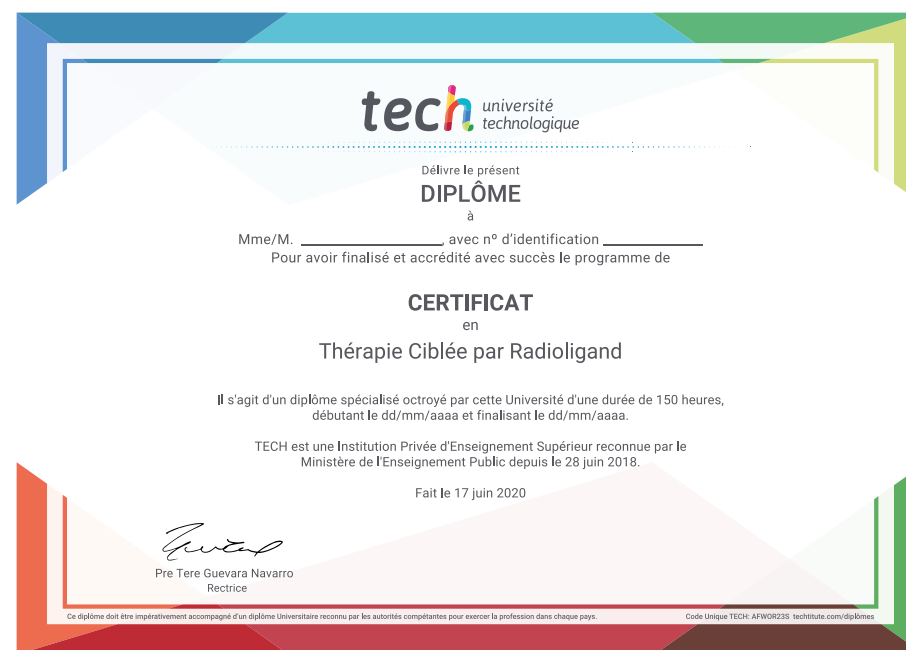 tech université
technologique
Délivre le présent
DIPLÔME
à
Mme/M. ____________________, avec nº d'identification ______________
Pour avoir finalisé et accrédité avec succès le programme de
CERTIFICAT
en
Thérapie Ciblée par Radioligand
Il s'agit d'un diplôme spécialisé octroyé par cette Université d'une durée de 150 heures,
débutant le dd/mm/aaaa et finalisant le dd/mm/aaaa.
TECH est une Institution Privée d'Enseignement Supérieur reconnue par le
Ministère de l'Enseignement Public depuis le 28 juin 2018.
Fait le 17 juin 2020
Pre Tere Guevara Navarro
Rectrice
Ce diplôme doit être impérativement accompagné d'un diplôme Universitaire reconnu par les autorités compétantes pour exercer la profession dans chaque pays.
Code Unique TECH: AFWOR23S techtitute.com/diplômes